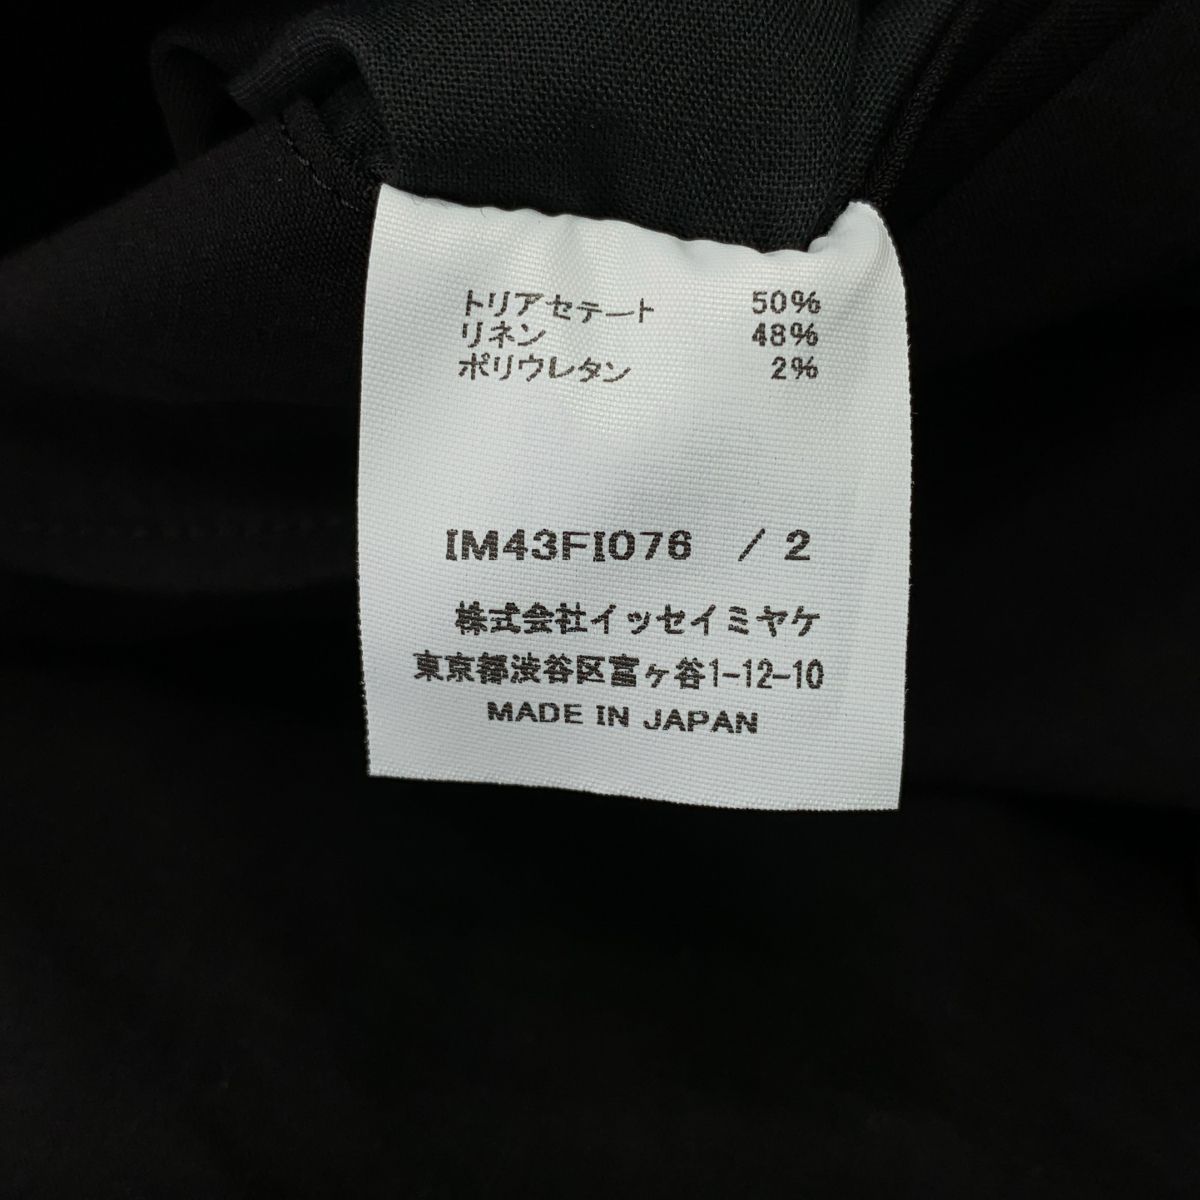 トリアセテート 50%
リネン 48%
ポリウレタン 2%
IM43FI076 / 2
株式会社イッセイミヤケ
東京都渋谷区富ヶ谷1-12-10
MADE IN JAPAN